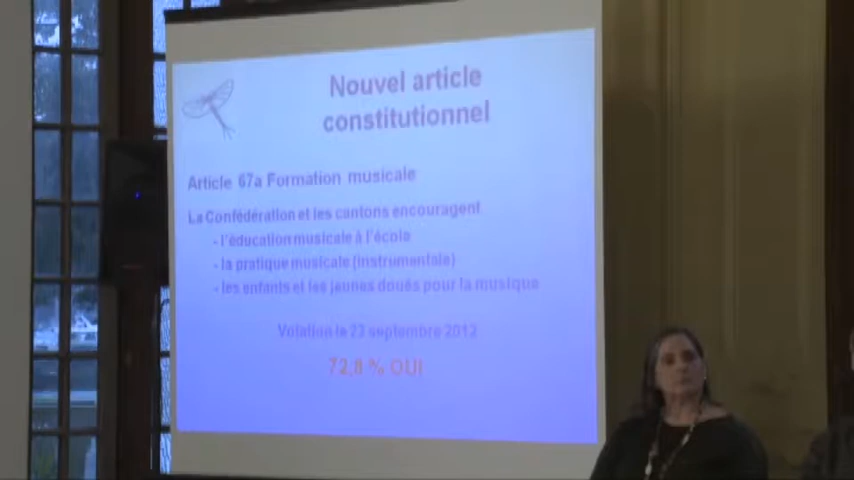 Nouvel article
constitutionnel
Article 67a Formation musicale
La Confédération et les cantons encouragent
- l'éducation musicale à l'école
- la pratique musicale (instrumentale)
- les enfants et les jeunes doués pour la musique
Votation le 23 septembre 2012
72,8 % OUI